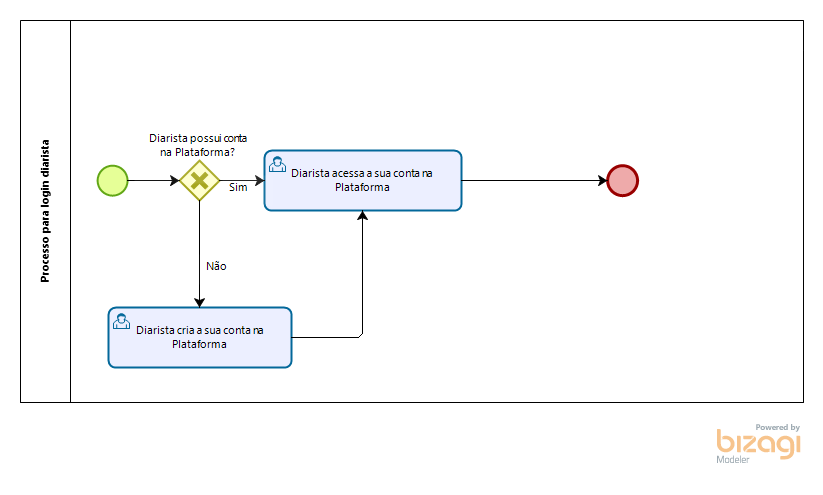 Processo para login diarista
Diarista possui conta
na Plataforma?
Sim
Diarista acessa a sua conta na
Plataforma
Não
Diarista cria a sua conta na
Plataforma
Powered by
bizagi
Modeler